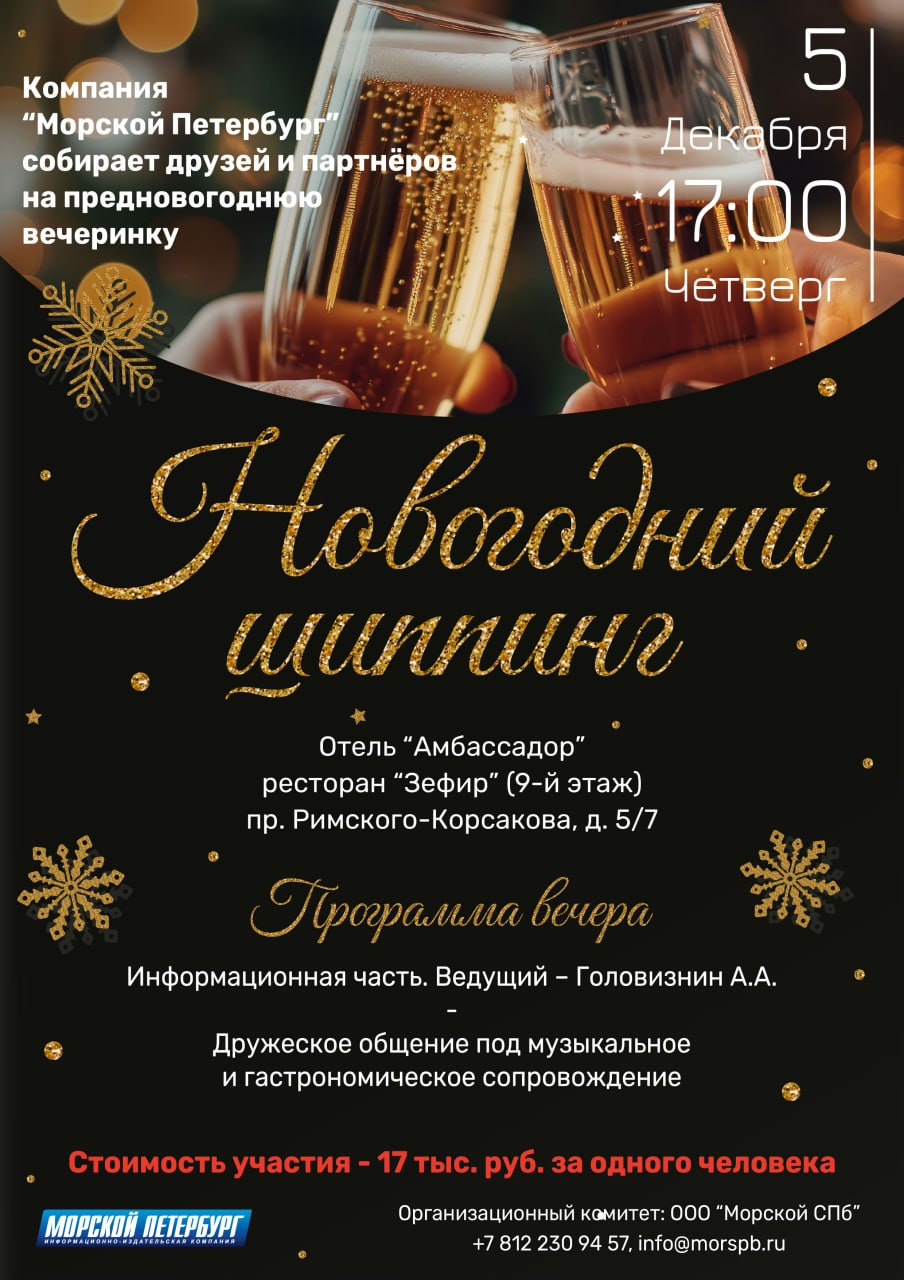 Компания
“Морской Петербург”
собирает друзей и партнёров
на предновогоднюю
вечеринку
5
Декабря
17:00
Четверг
Новогодний
шиппинг
Отель “Амбассадор”
ресторан “Зефир” (9-й этаж)
пр. Римского-Корсакова, д. 5/7
Программа вечера
Информационная часть. Ведущий – Головизнин А.А.
-
Дружеское общение под музыкальное
и гастрономическое сопровождение
Стоимость участия - 17 тыс. руб. за одного человека
МОРСКОЙ ПЕТЕРБУРГ
ИНФОРМАЦИОННО-ИЗДАТЕЛЬСКАЯ КОМПАНИЯ
Организационный комитет: ООО “Морской СПб”
+7 812 230 94 57, info@morspb.ru